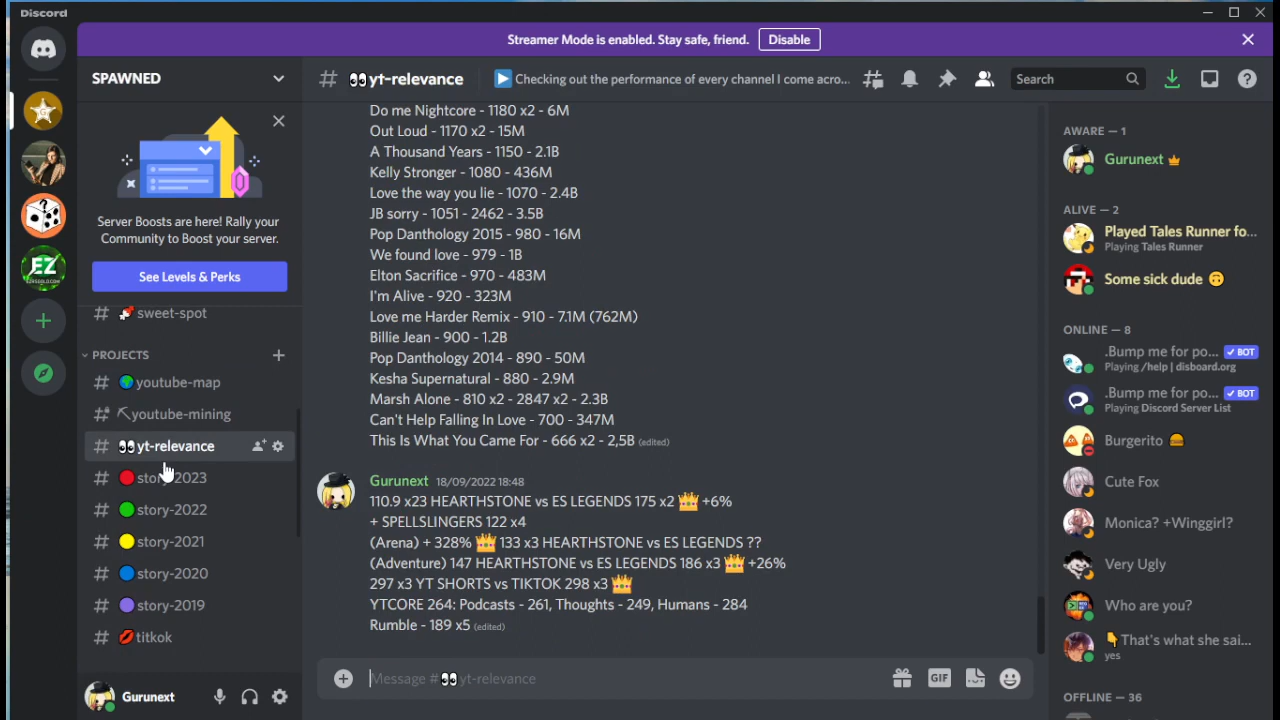 Discord
Streamer Mode is enabled. Stay safe, friend.
Disable
SPAWNED
Server Boosts are here! Rally your
Community to Boost your server.
See Levels & Perks
# sweet-spot
PROJECTS
# 🌍youtube-map
# ⛏youtube-mining
# 👀yt-relevance
# 🔴story-2023
# 🟢story-2022
# 🟡story-2021
# 🔵story-2020
# 🟣story-2019
# 💋titkok
Gurunext
# 👀yt-relevance
▶️ Checking out the performance of every channel I come acro...
Search
Do me Nightcore - 1180 x2 - 6M
Out Loud - 1170 x2 - 15M
A Thousand Years - 1150 - 2.1B
Kelly Stronger - 1080 - 436M
Love the way you lie - 1070 - 2.4B
JB sorry - 1051 - 2462 - 3.5B
Pop Danthology 2015 - 980 - 16M
We found love - 979 - 1B
Elton Sacrifice - 970 - 483M
I'm Alive - 920 - 323M
Love me Harder Remix - 910 - 7.1M (762M)
Billie Jean - 900 - 1.2B
Pop Danthology 2014 - 890 - 50M
Kesha Supernatural - 880 - 2.9M
Marsh Alone - 810 x2 - 2847 x2 - 2.3B
Can't Help Falling In Love - 700 - 347M
This Is What You Came For - 666 x2 - 2,5B (edited)
Gurunext 18/09/2022 18:48
110.9 x23 HEARTHSTONE vs ES LEGENDS 175 x2 👑 +6%
+ SPELLSLINGERS 122 x4
(Arena) + 328% 👑 133 x3 HEARTHSTONE vs ES LEGENDS ??
(Adventure) 147 HEARTHSTONE vs ES LEGENDS 186 x3 👑 +26%
297 x3 YT SHORTS vs TIKTOK 298 x3 👑
YTCORE 264: Podcasts - 261, Thoughts - 249, Humans - 284
Rumble - 189 x5 (edited)
Message #👀yt-relevance
GIF
AWARE — 1
Gurunext
ALIVE — 2
Played Tales Runner fo...
Playing Tales Runner
Some sick dude 🙃
ONLINE — 8
.Bump me for po... ✓ BOT
Playing /help | disboard.org
.Bump me for po... ✓ BOT
Playing Discord Server List
Burgerito 🍔
Cute Fox
Monica? +Winggirl?
Very Ugly
Who are you?
👇That's what she sai...
yes
OFFLINE — 36
EZ